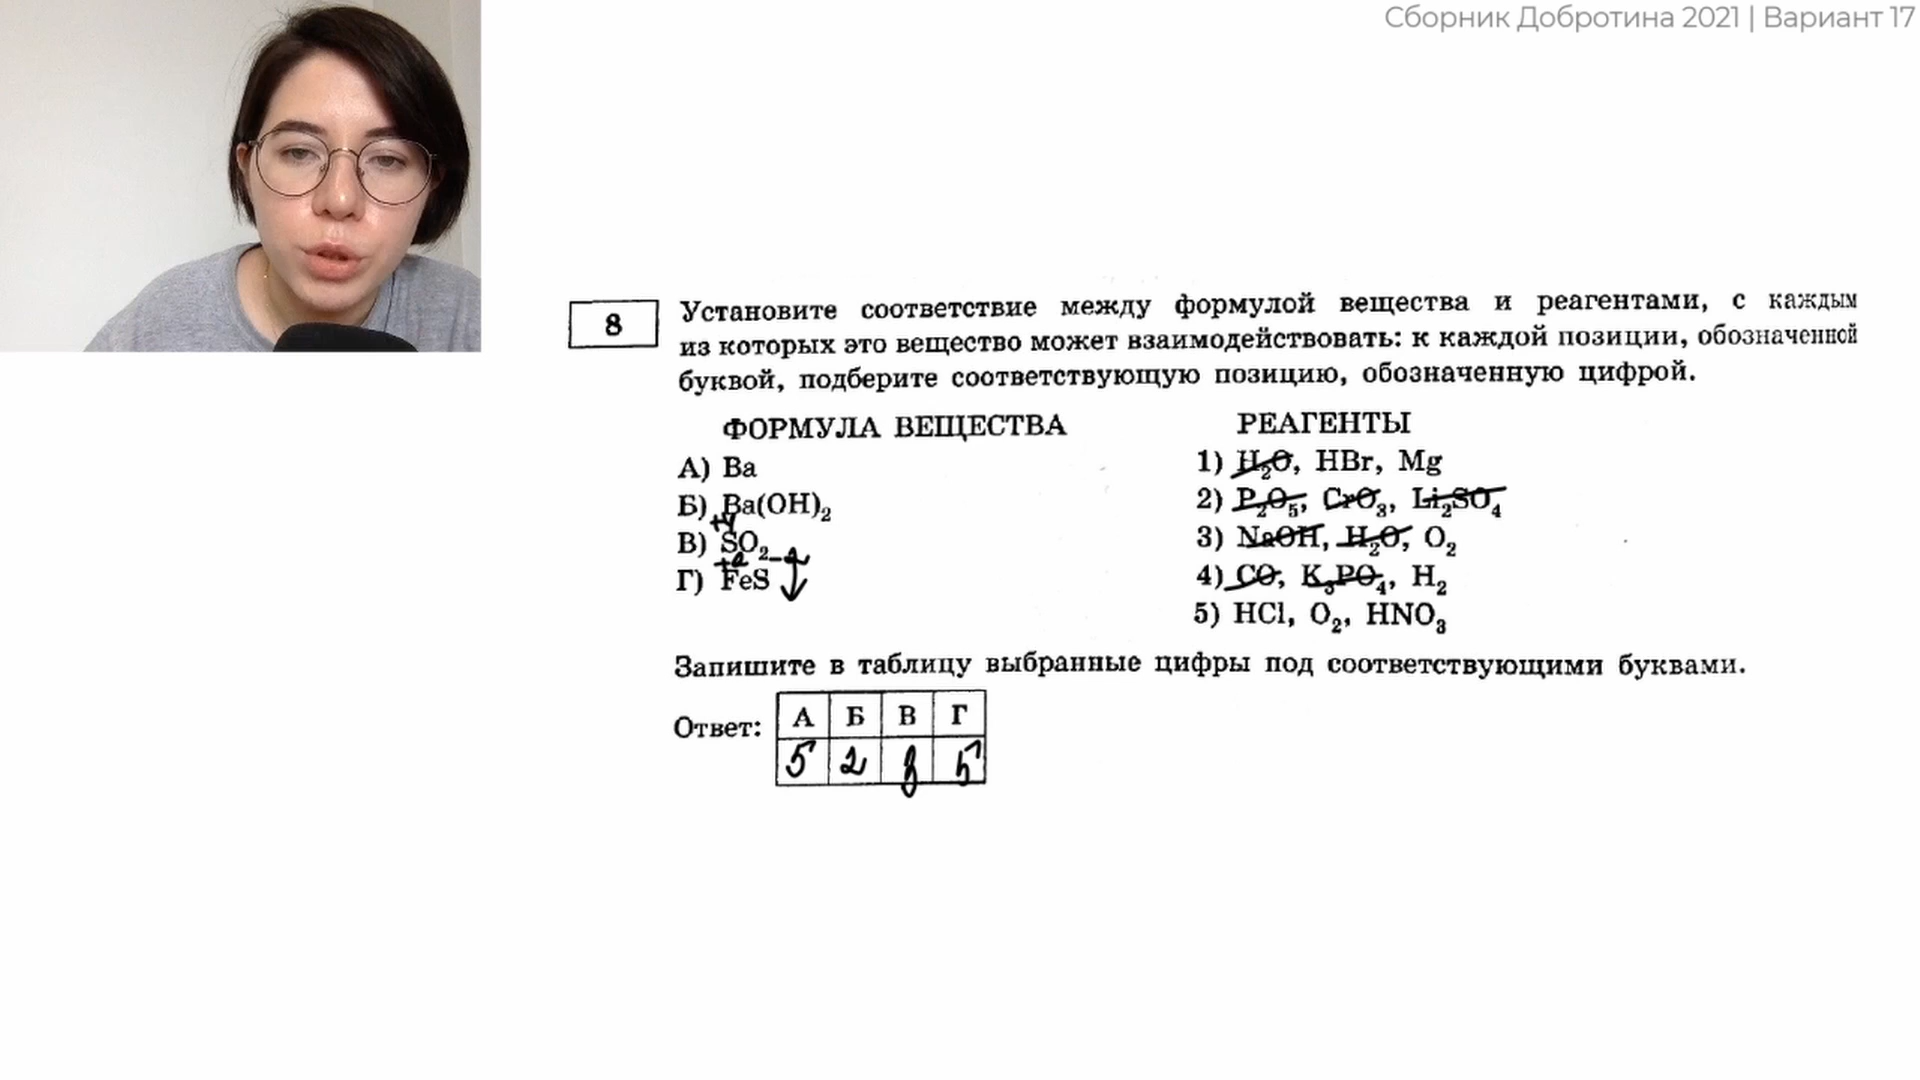 Сборник Добротина 2021 | Вариант 17
8
Установите соответствие между формулой вещества и реагентами, с каждым
из которых это вещество может взаимодействовать: к каждой позиции, обозначенной
буквой, подберите соответствующую позицию, обозначенную цифрой.
ФОРМУЛА ВЕЩЕСТВА
А) Ba
Б) Ba(OH)₂
+4
В) SO₂
+2 -2
Г) FeS ↓
РЕАГЕНТЫ
1) H₂O, HBr, Mg
2) P₂O₅, CrO₃, Li₂SO₄
3) NaOH, H₂O, O₂
4) CO, K₃PO₄, H₂
5) HCl, O₂, HNO₃
Запишите в таблицу выбранные цифры под соответствующими буквами.
Ответ:
А Б В Г
5 2 3 5